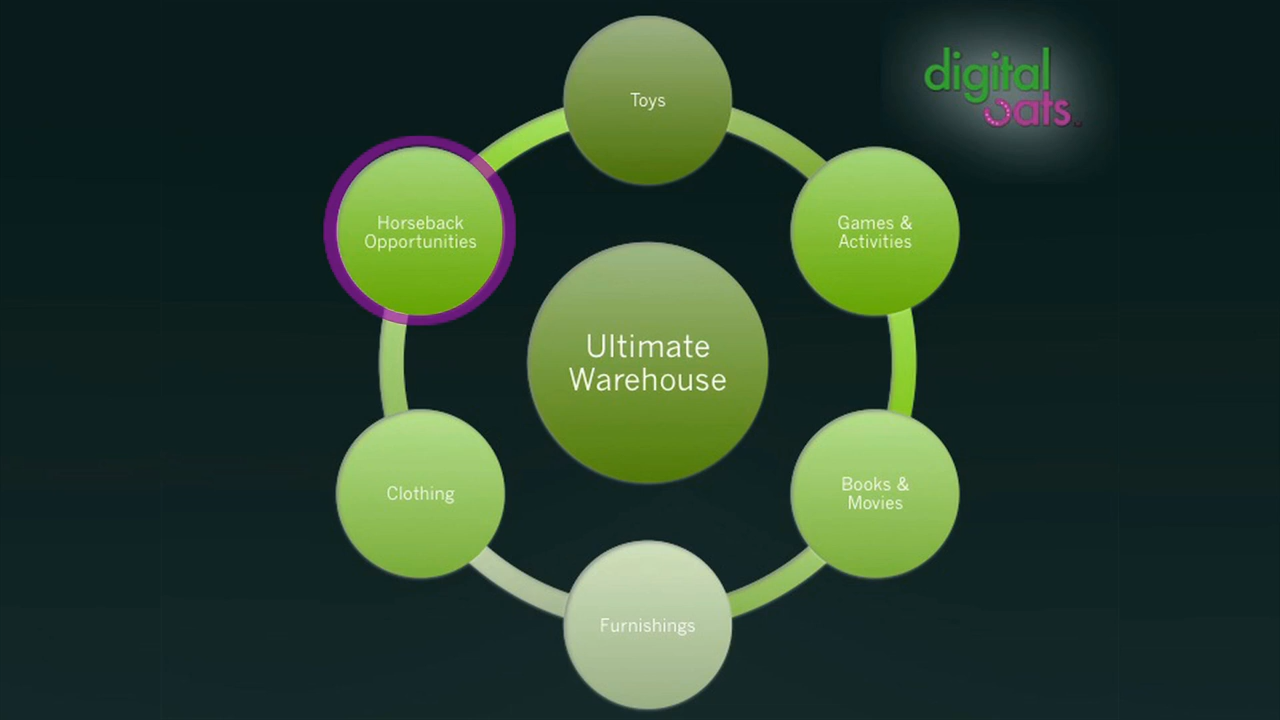 digital
oats
Toys
Horseback
Opportunities
Games &
Activities
Ultimate
Warehouse
Clothing
Books &
Movies
Furnishings